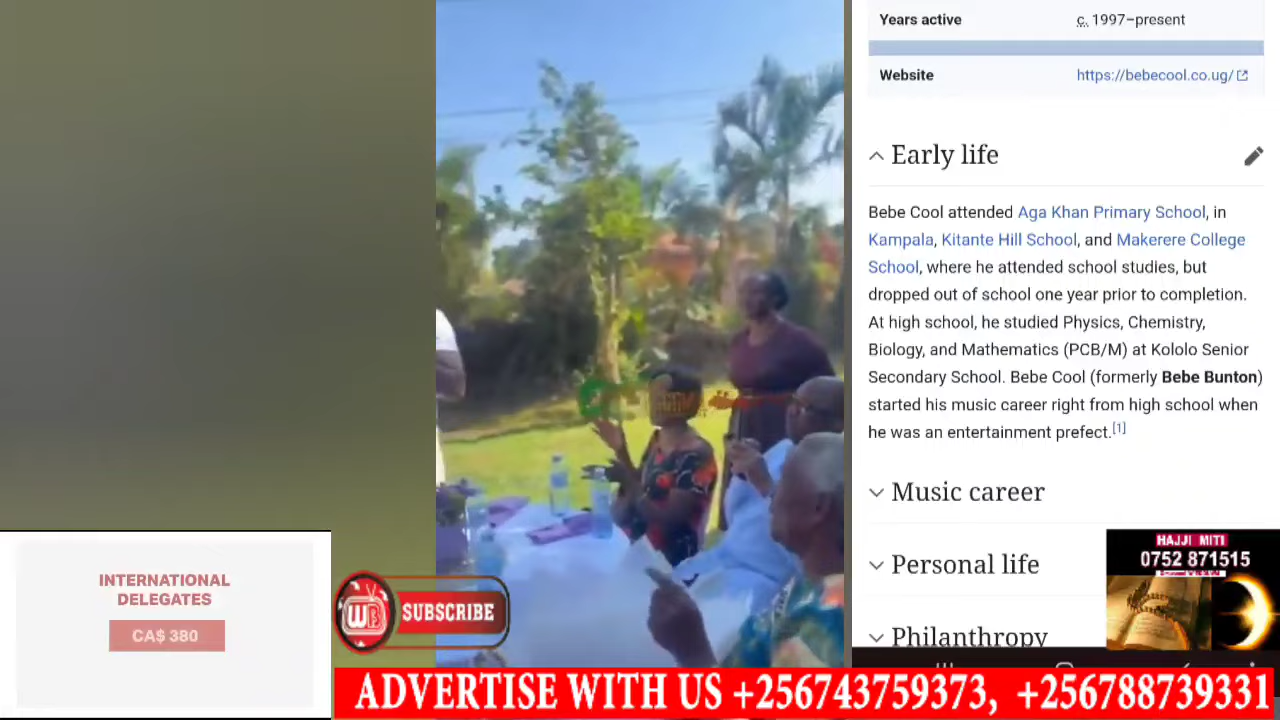 Years active c. 1997–present
Website https://bebecool.co.ug/
Early life
Bebe Cool attended Aga Khan Primary School, in
Kampala, Kitante Hill School, and Makerere College
School, where he attended school studies, but
dropped out of school one year prior to completion.
At high school, he studied Physics, Chemistry,
Biology, and Mathematics (PCB/M) at Kololo Senior
Secondary School. Bebe Cool (formerly Bebe Bunton)
started his music career right from high school when
he was an entertainment prefect.[1]
Music career
Personal life
Philanthropy
HAJJI MITI
0752 871515
INTERNATIONAL
DELEGATES
CA$ 380
WB
SUBSCRIBE
ADVERTISE WITH US +256743759373, +256788739331